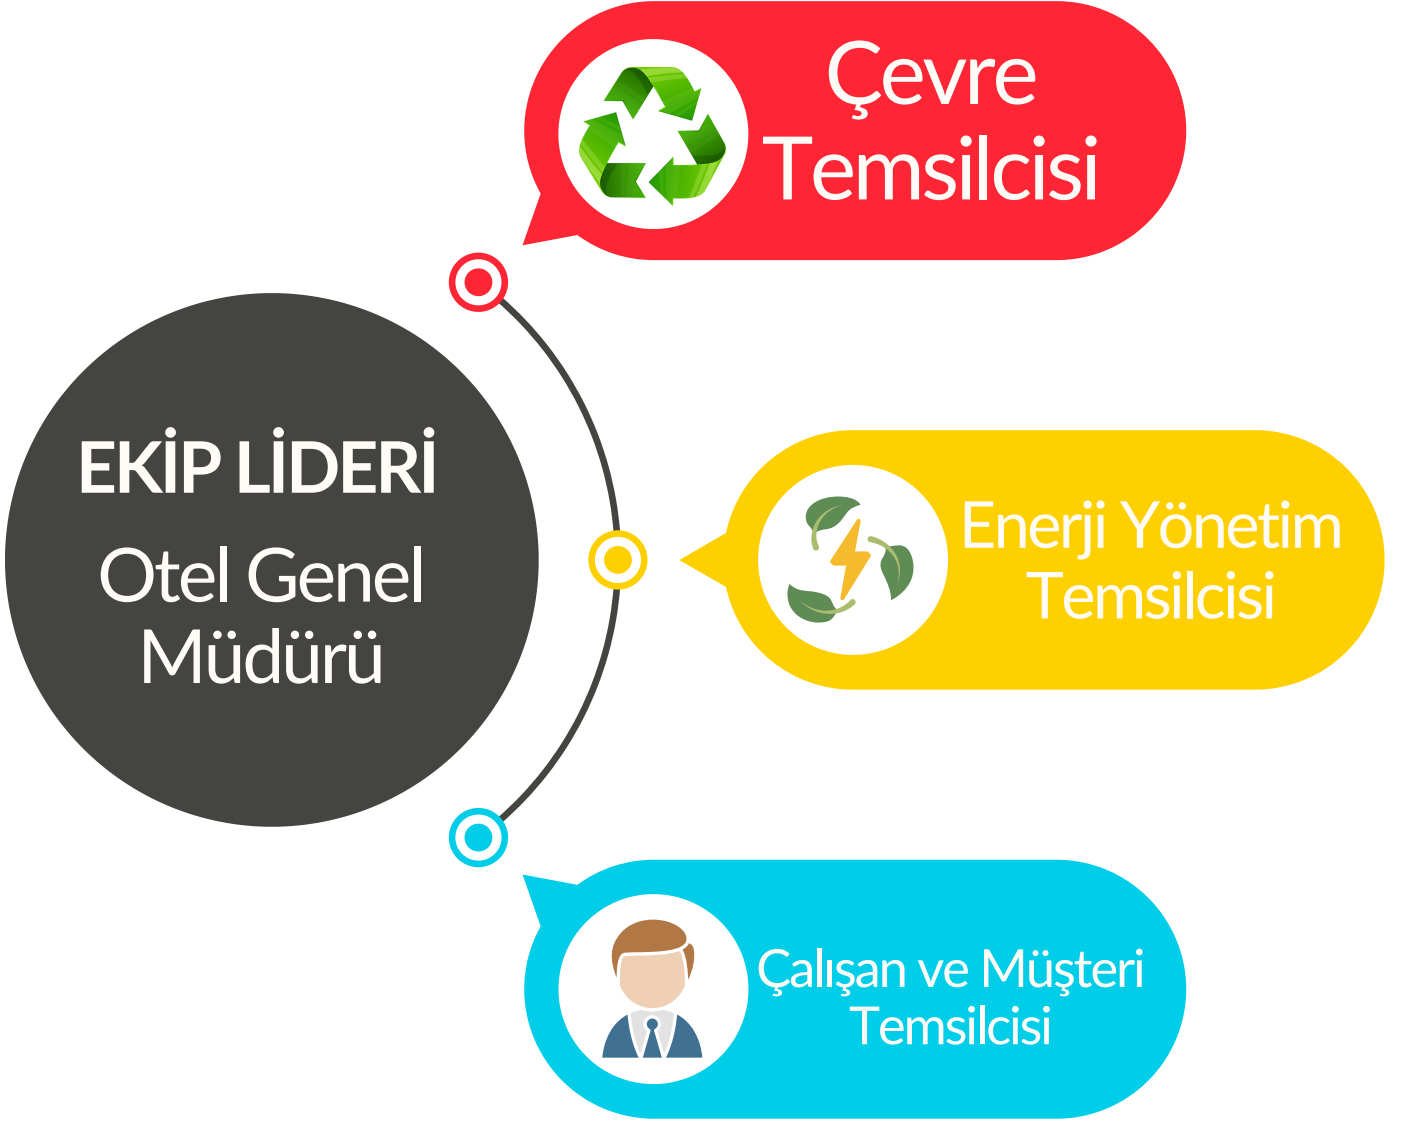 Çevre
Temsilcisi
EKİP LİDERİ
Otel Genel
Müdürü
Enerji Yönetim
Temsilcisi
Çalışan ve Müşteri
Temsilcisi